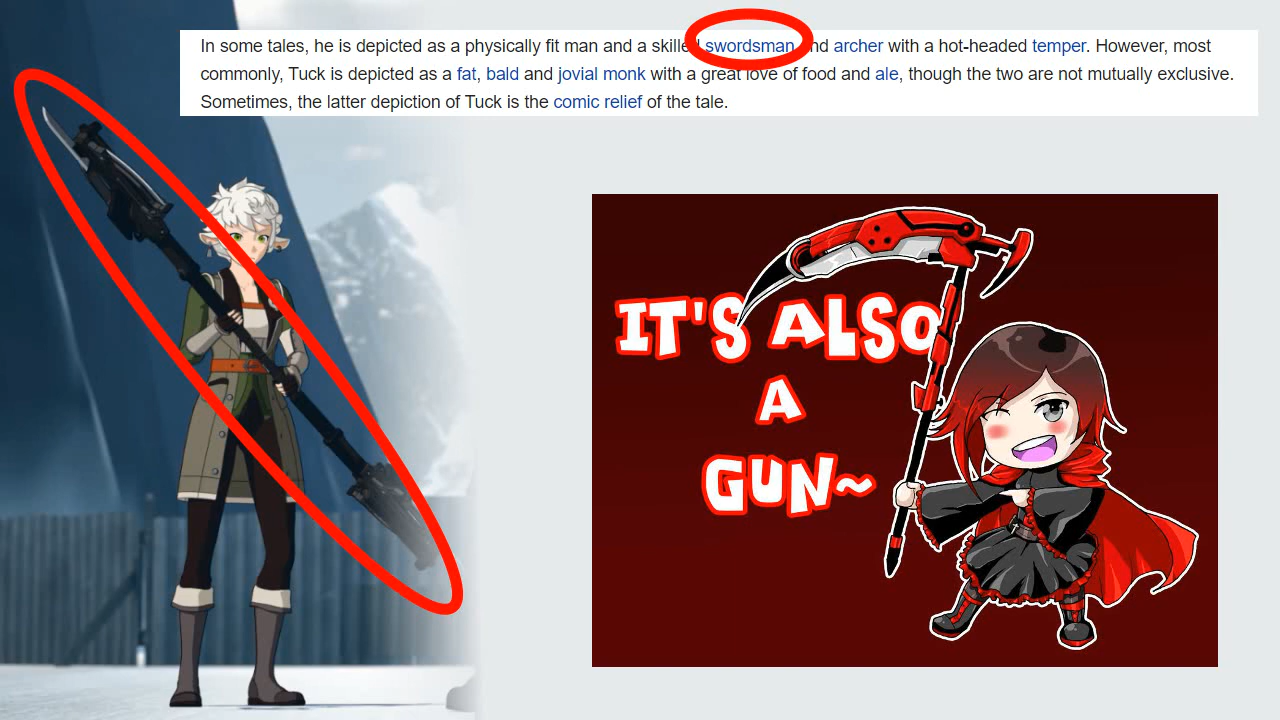 In some tales, he is depicted as a physically fit man and a skilled swordsman and archer with a hot-headed temper. However, most
commonly, Tuck is depicted as a fat, bald and jovial monk with a great love of food and ale, though the two are not mutually exclusive.
Sometimes, the latter depiction of Tuck is the comic relief of the tale.
IT'S ALSO
A
GUN~